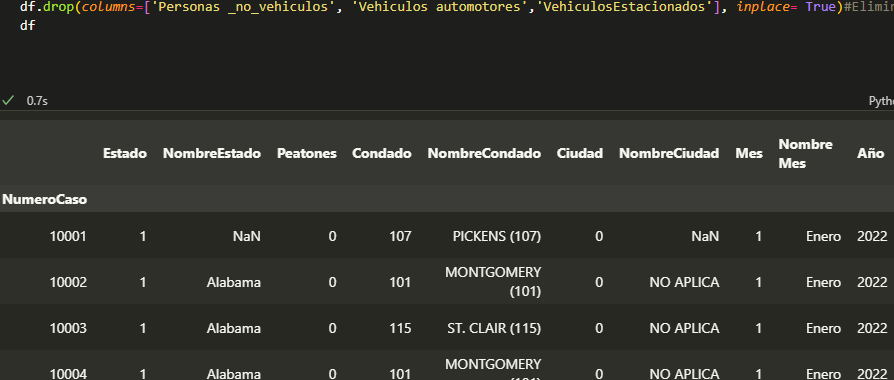 df.drop(columns=['Personas _no_vehiculos', 'Vehiculos automotores','VehiculosEstacionados'], inplace= True)#Elimin
df
0.7s Pytho
Estado NombreEstado Peatones Condado NombreCondado Ciudad NombreCiudad Mes Nombre Mes Año
NumeroCaso
10001 1 NaN 0 107 PICKENS (107) 0 NaN 1 Enero 2022
10002 1 Alabama 0 101 MONTGOMERY (101) 0 NO APLICA 1 Enero 2022
10003 1 Alabama 0 115 ST. CLAIR (115) 0 NO APLICA 1 Enero 2022
10004 1 Alabama 0 101 MONTGOMERY 0 NO APLICA 1 Enero 2022